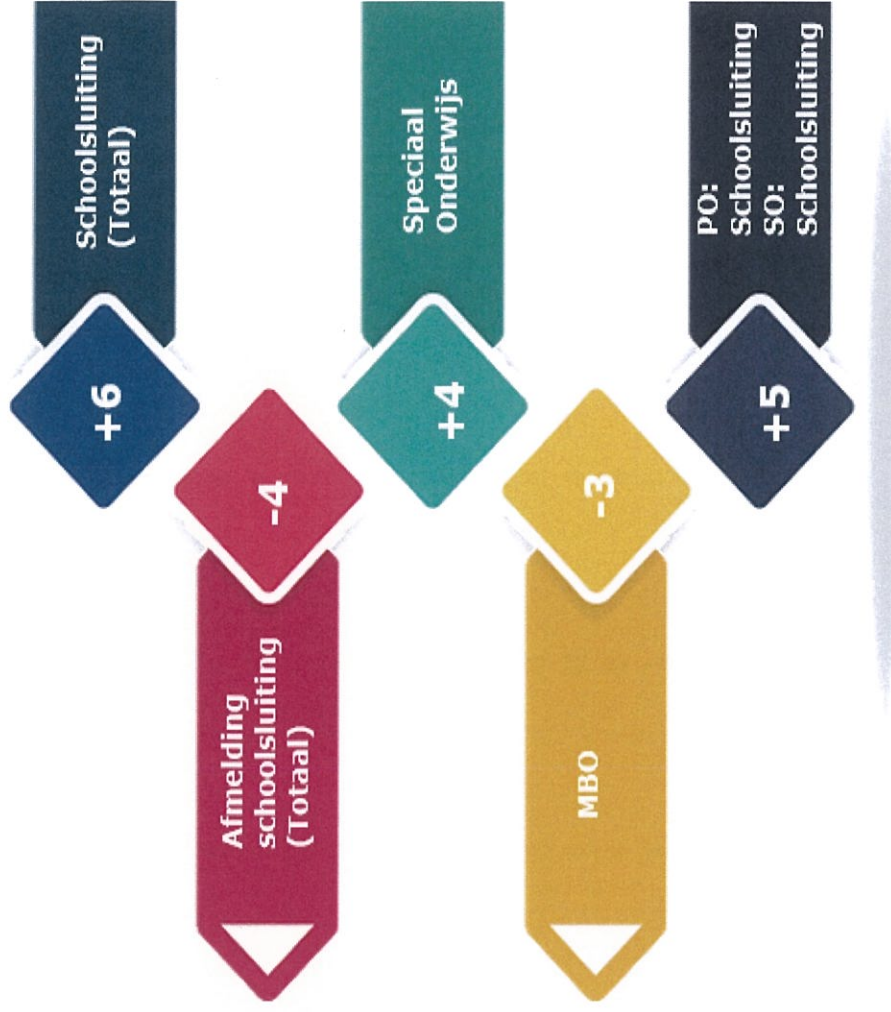 +6
Schoolsluiting
(Totaal)
Afmelding
schoolsluiting
(Totaal)
-4
+4
Speciaal
Onderwijs
MBO
-3
+5
PO:
Schoolsluiting
SO:
Schoolsluiting